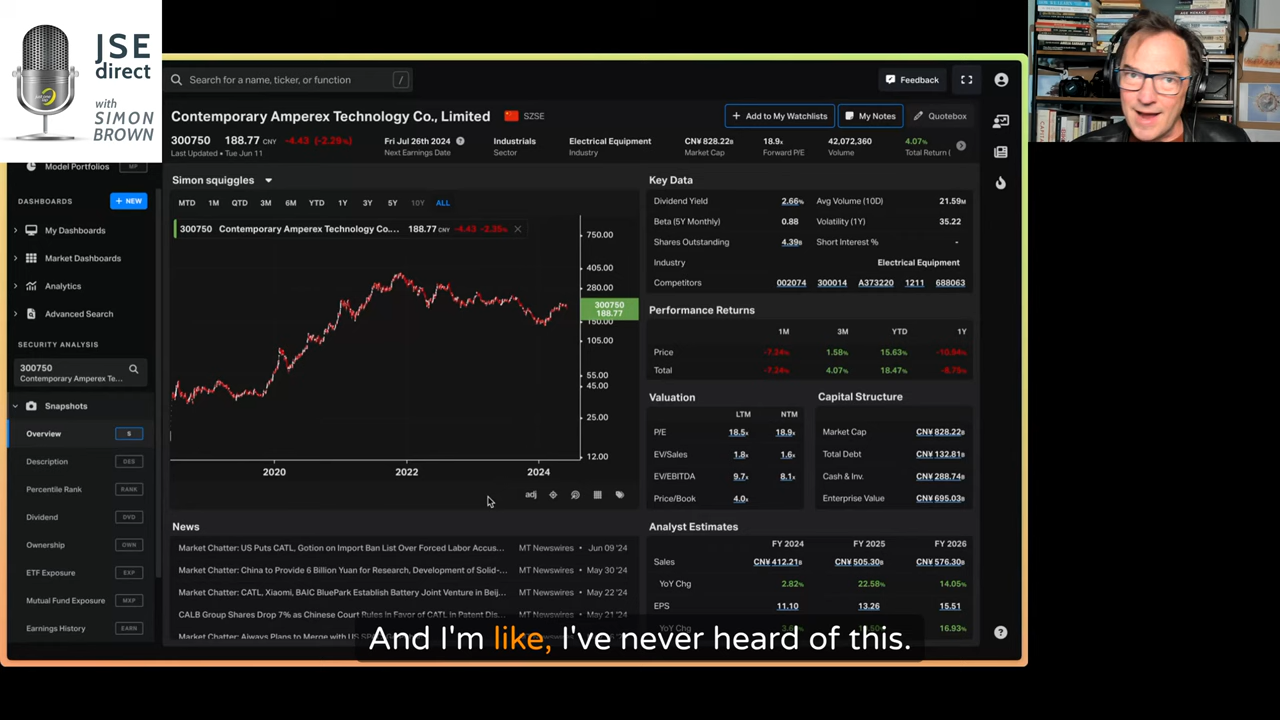 JSE
direct
with
SIMON
BROWN
Search for a name, ticker, or function /
Feedback
Contemporary Amperex Technology Co., Limited SZSE
+ Add to My Watchlists My Notes Quotebox
300750 188.77 CNY -4.43 (-2.29%) Fri Jul 26th 2024 Industrials Electrical Equipment CN¥ 828.22B 18.9x 42,072,360 4.07%
Last Updated • Tue Jun 11 Next Earnings Date Sector Industry Market Cap Forward P/E Volume Total Return (
Model Portfolios MP
DASHBOARDS + NEW
My Dashboards
Market Dashboards
Analytics
Advanced Search
SECURITY ANALYSIS
300750
Contemporary Amperex Te...
Snapshots
Overview S
Description DES
Percentile Rank RANK
Dividend DVD
Ownership OWN
ETF Exposure EXP
Mutual Fund Exposure MXP
Earnings History EARN
Simon squiggles
MTD 1M QTD 3M 6M YTD 1Y 3Y 5Y 10Y ALL
300750 Contemporary Amperex Technology Co.... 188.77 CNY -4.43 -2.35%
750.00
405.00
280.00
300750
188.77
150.00
105.00
55.00
45.00
25.00
12.00
2020 2022 2024
adj
News
Market Chatter: US Puts CATL, Gotion on Import Ban List Over Forced Labor Accus... MT Newswires • Jun 09 '24
Market Chatter: China to Provide 6 Billion Yuan for Research, Development of Solid-... MT Newswires • May 30 '24
Market Chatter: CATL, Xiaomi, BAIC BluePark Establish Battery Joint Venture in Beij... MT Newswires • May 22 '24
CALB Group Shares Drop 7% as Chinese Court Rules in Favor of CATL in Patent Dis... MT Newswires • May 21 '24
Market Chatter: Aiways Plans to Merge with US SP
Key Data
Dividend Yield 2.66% Avg Volume (10D) 21.59M
Beta (5Y Monthly) 0.88 Volatility (1Y) 35.22
Shares Outstanding 4.39B Short Interest % -
Industry Electrical Equipment
Competitors 002074 300014 A373220 1211 688063
Performance Returns
1M 3M YTD 1Y
Price -7.24% 1.58% 15.63% -10.94%
Total -7.24% 4.07% 18.47% -8.75%
Valuation
LTM NTM
P/E 18.5x 18.9x
EV/Sales 1.8x 1.6x
EV/EBITDA 9.7x 8.1x
Price/Book 4.0x
Capital Structure
Market Cap CN¥ 828.22B
Total Debt CN¥ 132.81B
Cash & Inv. CN¥ 288.74B
Enterprise Value CN¥ 695.03B
Analyst Estimates
FY 2024 FY 2025 FY 2026
Sales CN¥ 412.21B CN¥ 505.30B CN¥ 576.30B
YoY Chg 2.82% 22.58% 14.05%
EPS 11.10 13.26 15.51
YoY Chg 16.93%
And I'm like, I've never heard of this.